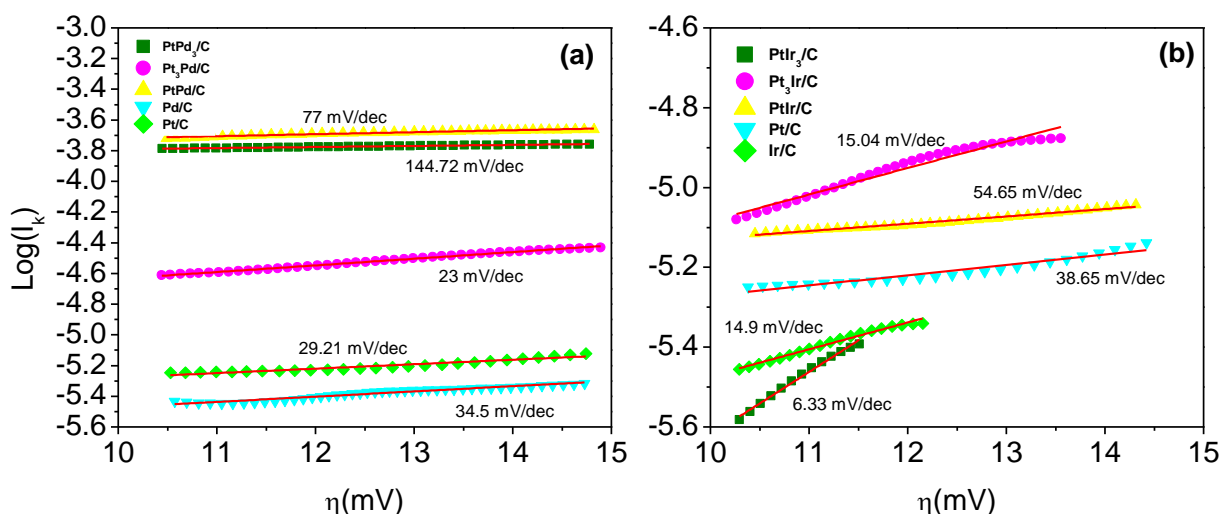 (a)
PtPd₃/C
Pt₃Pd/C
PtPd/C
Pd/C
Pt/C
77 mV/dec
144.72 mV/dec
23 mV/dec
29.21 mV/dec
34.5 mV/dec
-3.0
-3.2
-3.4
-3.6
-3.8
-4.0
-4.2
-4.4
-4.6
-4.8
-5.0
-5.2
-5.4
-5.6
Log(Iₖ)
10 11 12 13 14 15
η(mV)
(b)
PtIr₃/C
Pt₃Ir/C
PtIr/C
Pt/C
Ir/C
15.04 mV/dec
54.65 mV/dec
38.65 mV/dec
14.9 mV/dec
6.33 mV/dec
-4.6
-4.8
-5.0
-5.2
-5.4
-5.6
10 11 12 13 14 15
η(mV)